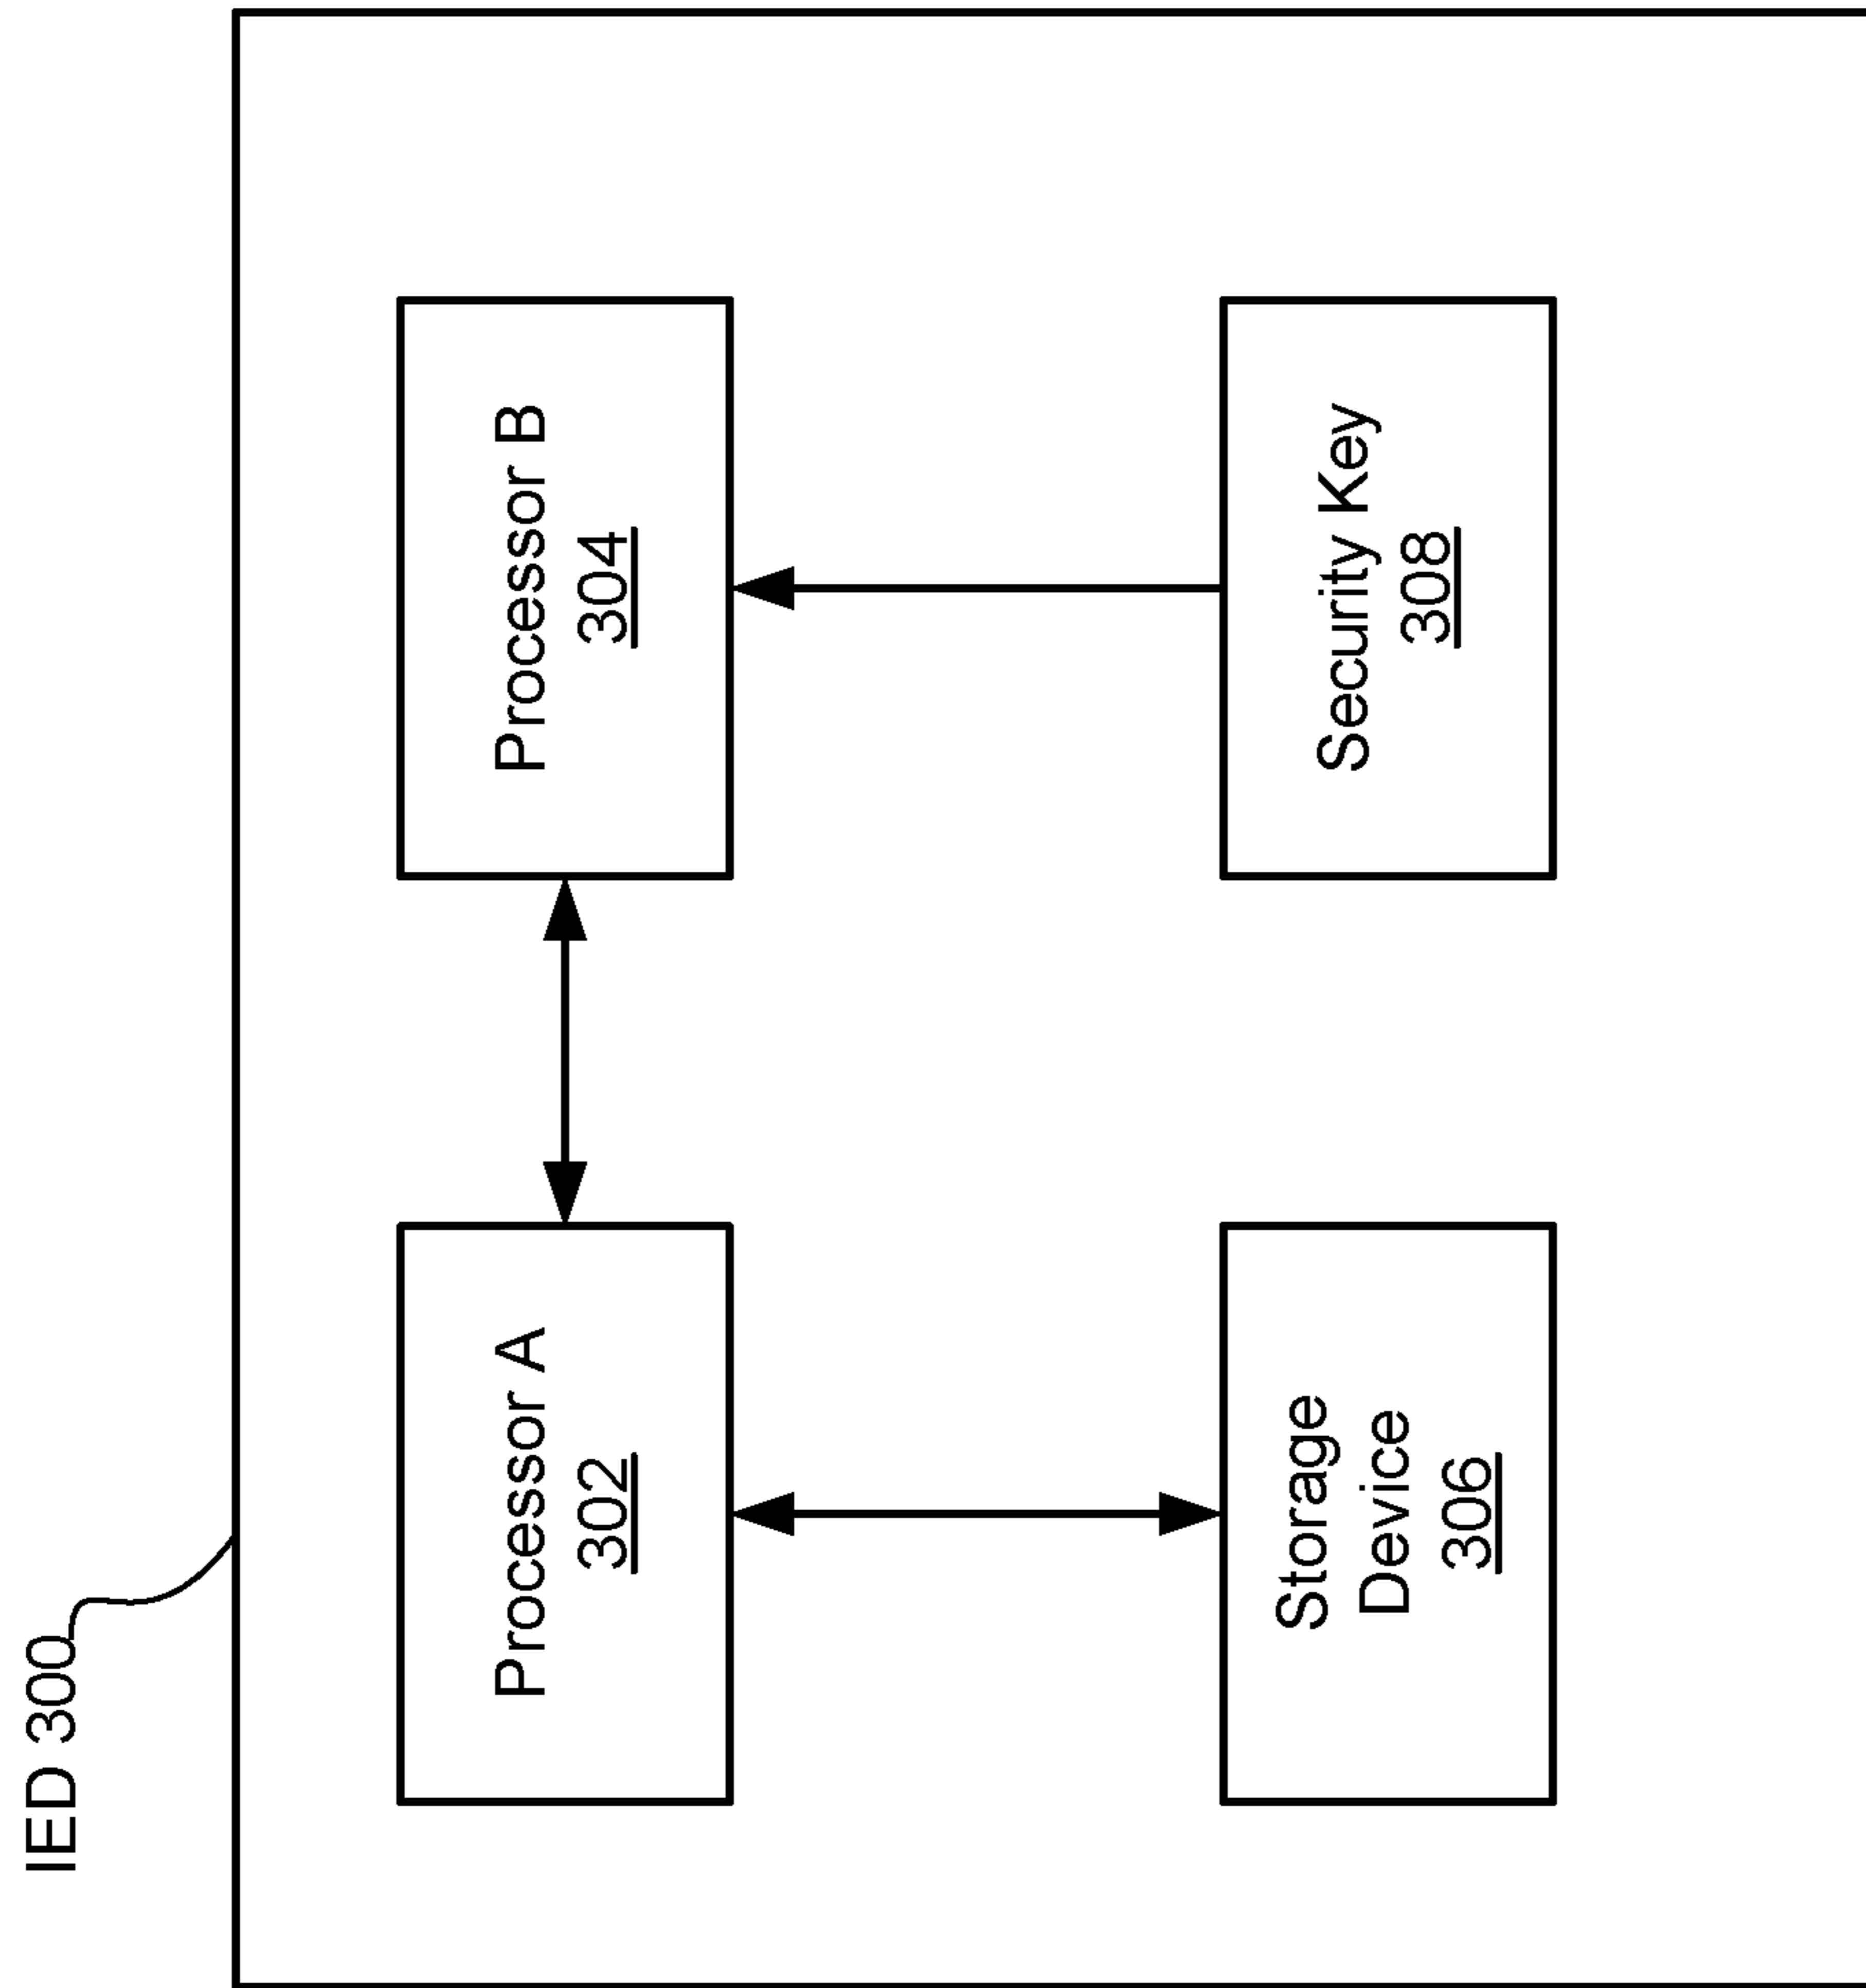 IED 300
Processor A
302
Processor B
304
Storage
Device
306
Security Key
308